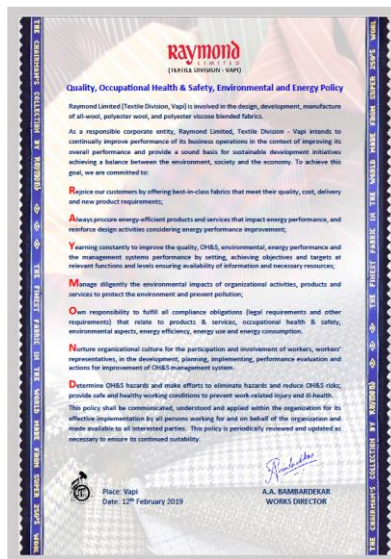 Raymond
LIMITED
(TEXTILE DIVISION - VAPI)
Quality, Occupational Health & Safety, Environmental and Energy Policy
Raymond Limited (Textile Division, Vapi) is involved in the design, development, manufacture
of all-wool, polyester wool, and polyester viscose blended fabrics.
As a responsible corporate entity, Raymond Limited, Textile Division - Vapi intends to
continually improve performance of its business operations in the context of improving its
overall performance and provide a sound basis for sustainable development initiatives
achieving a balance between the environment, society and the economy. To achieve this
goal, we are committed to:
Rejoice our customers by offering best-in-class fabrics that meet their quality, cost, delivery
and new product requirements;
Always procure energy-efficient products and services that impact energy performance, and
reinforce design activities considering energy performance improvement;
Yearning constantly to improve the quality, OH&S, environmental, energy performance and
the management systems performance by setting, achieving objectives and targets at
relevant functions and levels ensuring availability of information and necessary resources;
Manage diligently the environmental impacts of organizational activities, products and
services to protect the environment and prevent pollution;
Own responsibility to fulfill all compliance obligations (legal requirements and other
requirements) that relate to products & services, occupational health & safety,
environmental aspects, energy efficiency, energy use and energy consumption.
Nurture organizational culture for the participation and involvement of workers, workers'
representatives, in the development, planning, implementing, performance evaluation and
actions for improvement of OH&S management system.
Determine OH&S hazards and make efforts to eliminate hazards and reduce OH&S risks;
provide safe and healthy working conditions to prevent work-related injury and ill-health.
This policy shall be communicated, understood and applied within the organization for its
effective implementation by all persons working for and on behalf of the organization and
made available to all interested parties. This policy is periodically reviewed and updated as
necessary to ensure its continued suitability.
Place: Vapi
Date: 12th February 2019
A.A. BAMBARDEKAR
WORKS DIRECTOR
THE CHAIRMAN'S COLLECTION BY RAYMOND
THE FINEST FABRIC IN THE WORLD MADE FROM SUPER 250'S WOOL
THE CHAIRMAN'S COLLECTION BY RAYMOND
THE FINEST FABRIC IN THE WORLD MADE FROM SUPER 250'S WOOL